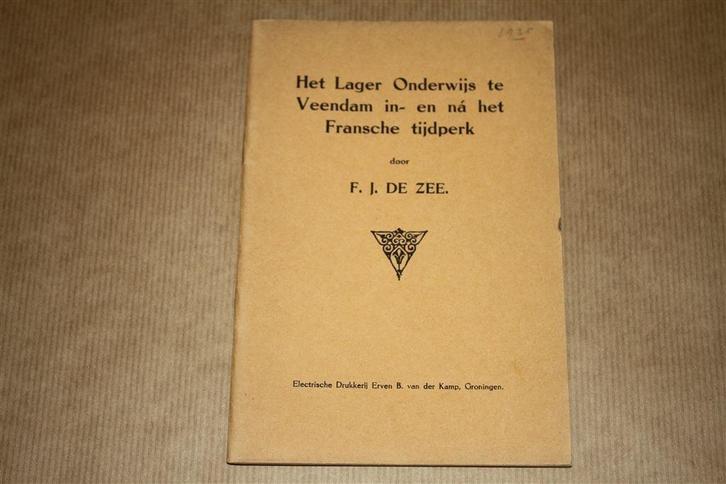 1935
Het Lager Onderwijs te
Veendam in- en ná het
Fransche tijdperk
door
F. J. DE ZEE.
Electrische Drukkerij Erven B. van der Kamp, Groningen.